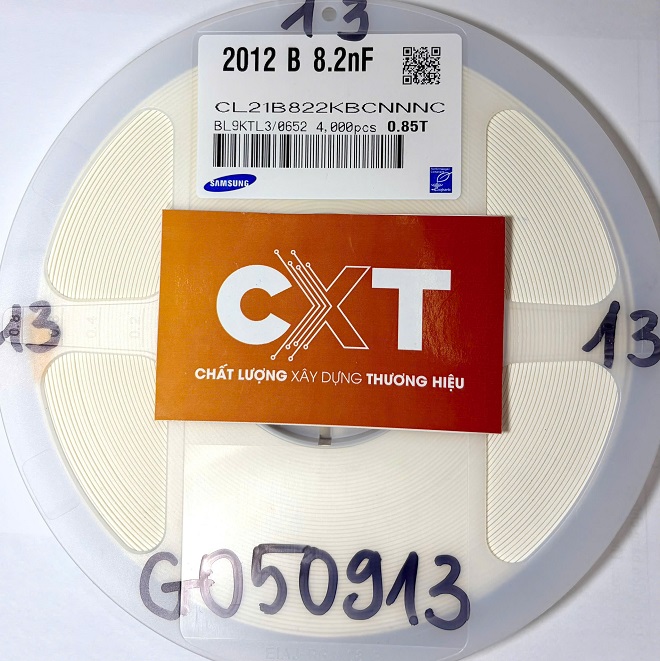 13
2012 B 8.2nF
CL21B822KBCNNNC
BL9KTL3/0652 4,000pcs 0.85T
SAMSUNG
CXT
CHẤT LƯỢNG XÂY DỰNG THƯƠNG HIỆU
13
13
G050913